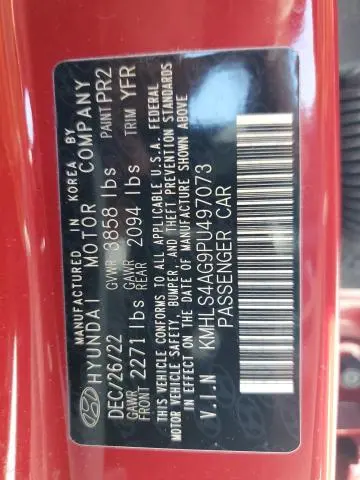 MANUFACTURED IN KOREA BY
HYUNDAI MOTOR COMPANY
DEC/26/22 GVWR 3858 lbs PAINT PR2
GAWR FRONT 2271 lbs GAWR REAR 2094 lbs TRIM YFR
THIS VEHICLE CONFORMS TO ALL APPLICABLE U.S.A. FEDERAL
MOTOR VEHICLE SAFETY, BUMPER, AND THEFT PREVENTION STANDARDS
IN EFFECT ON THE DATE OF MANUFACTURE SHOWN ABOVE
V.I.N KMHLS4AG9PU497073
PASSENGER CAR